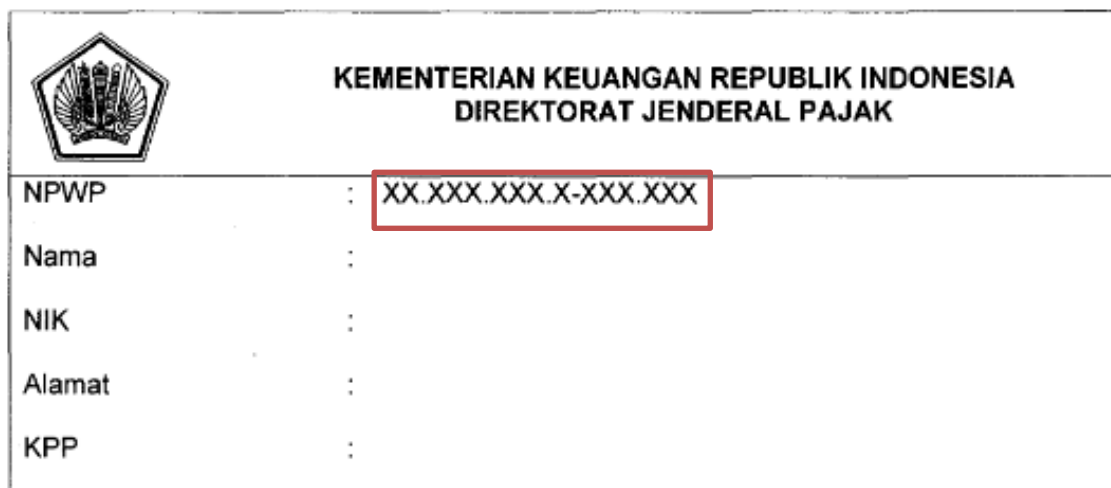 KEMENTERIAN KEUANGAN REPUBLIK INDONESIA
DIREKTORAT JENDERAL PAJAK
NPWP : XX.XXX.XXX.X-XXX.XXX
Nama :
NIK :
Alamat :
KPP :